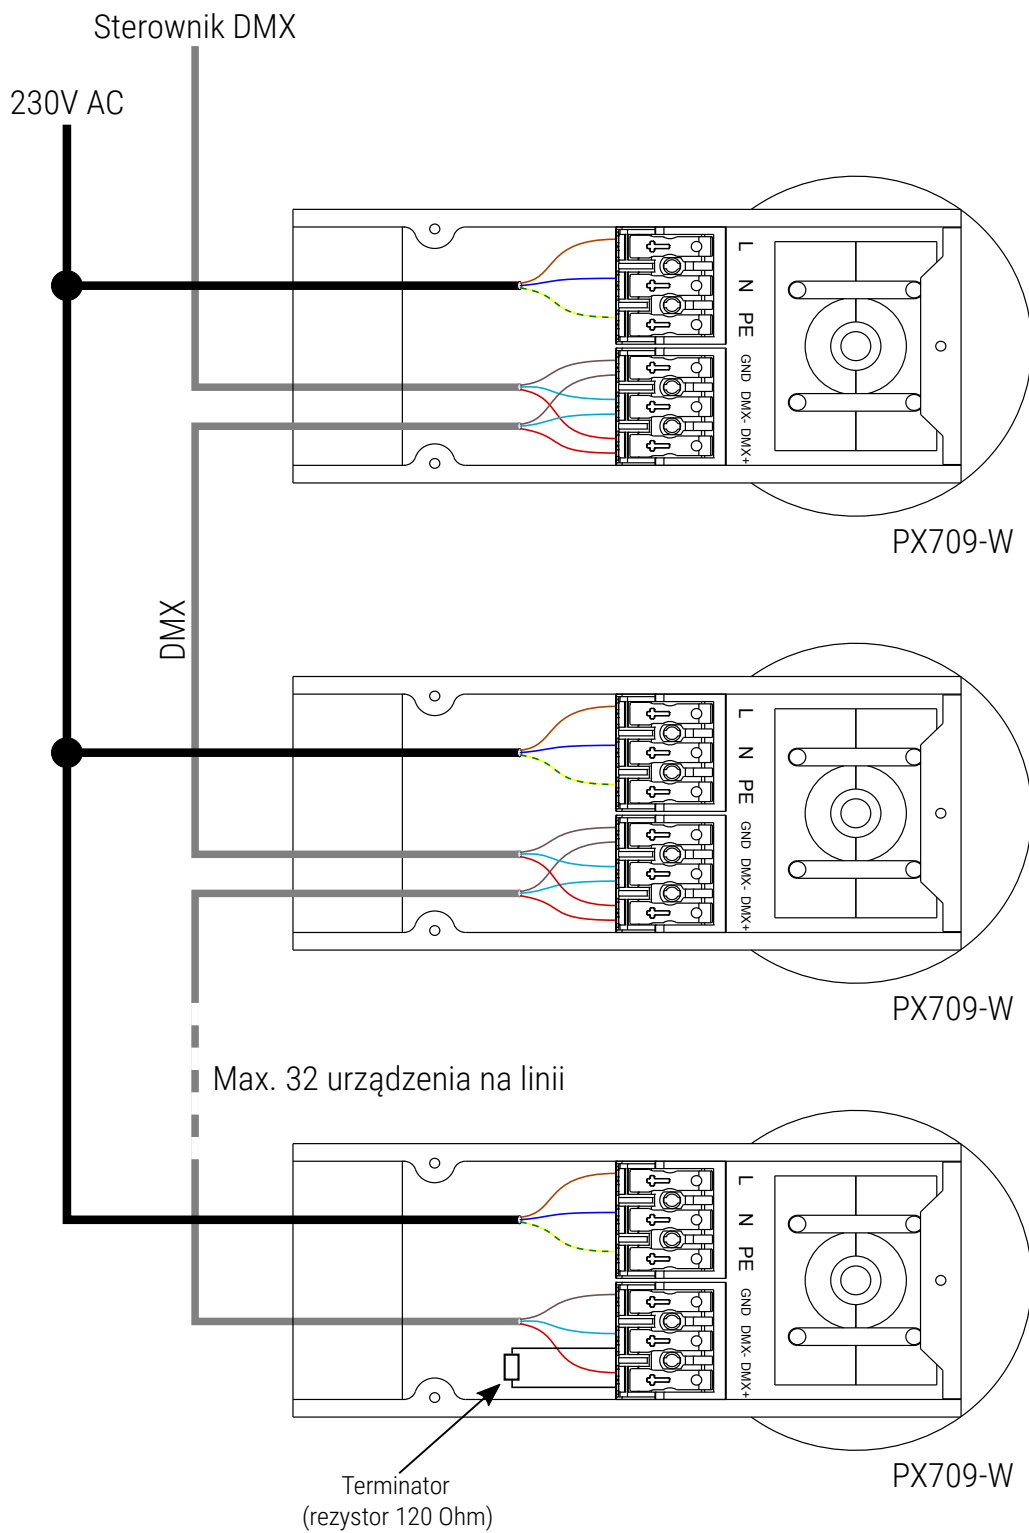 Sterownik DMX
230V AC
L
N
PE
GND
DMX-
DMX+
PX709-W
DMX
L
N
PE
GND
DMX-
DMX+
PX709-W
Max. 32 urządzenia na linii
L
N
PE
GND
DMX-
DMX+
PX709-W
Terminator
(rezystor 120 Ohm)